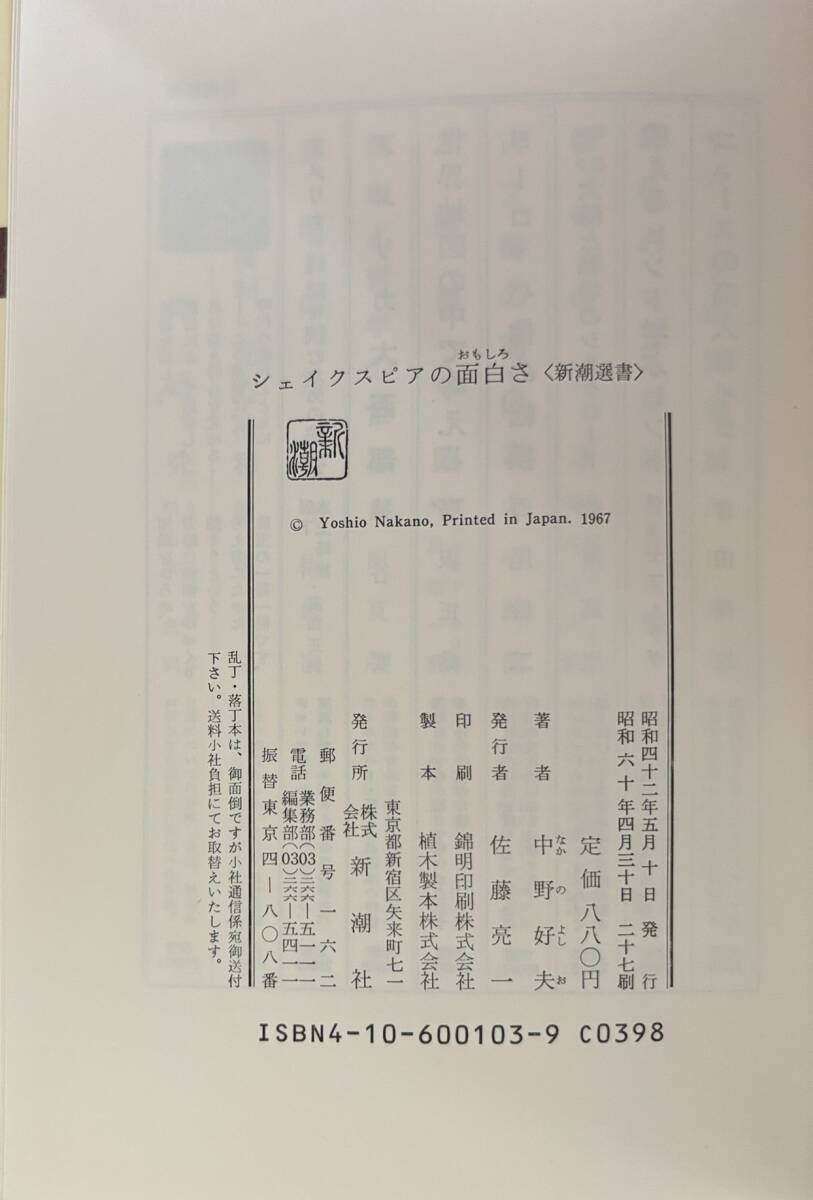 シェイクスピアの面白さ〈新潮選書〉
おもしろ
新潮
© Yoshio Nakano, Printed in Japan. 1967
昭和四十二年五月十日 発行
昭和六十年四月三十日 二十七刷
定価八八〇円
著者 中野好夫
なかのよしお
発行者 佐藤亮一
印刷 錦明印刷株式会社
製本 植木製本株式会社
東京都新宿区矢来町七一
発行所 株式会社 新潮社
郵便番号一六二
電話 業務部(03)二六六―五一一一
編集部(03)二六六―五四一一
振替東京四―八〇八番
乱丁・落丁本は、御面倒ですが小社通信係宛御送付
下さい。送料小社負担にてお取替えいたします。
ISBN4-10-600103-9 C0398